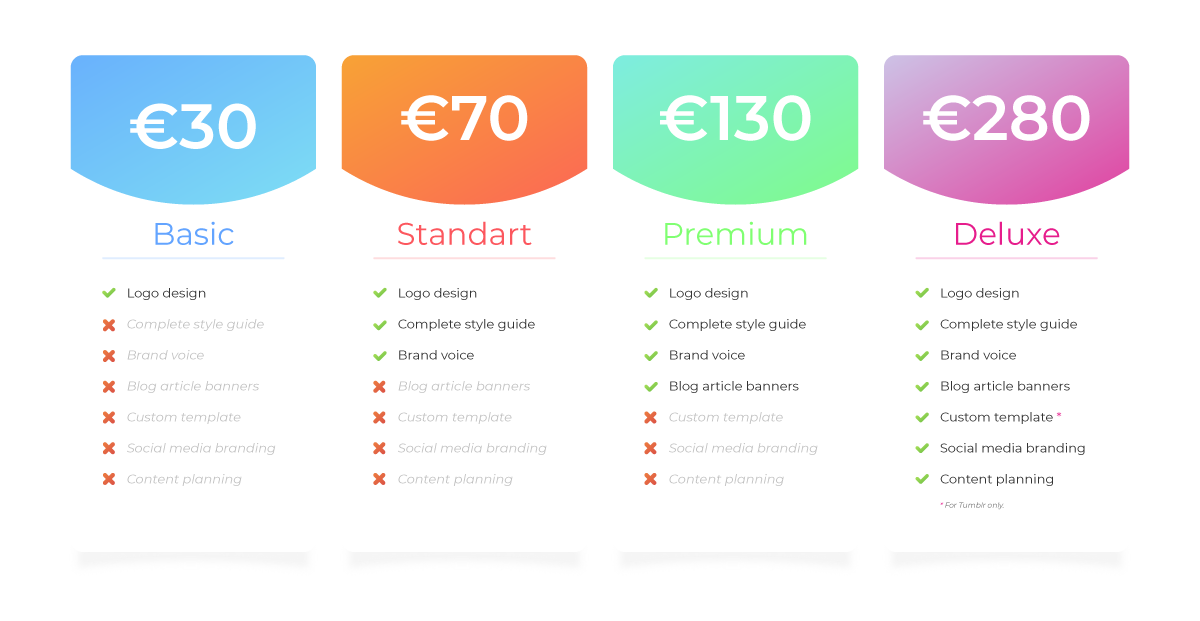 €30
Basic
Logo design
Complete style guide
Brand voice
Blog article banners
Custom template
Social media branding
Content planning
€70
Standart
Logo design
Complete style guide
Brand voice
Blog article banners
Custom template
Social media branding
Content planning
€130
Premium
Logo design
Complete style guide
Brand voice
Blog article banners
Custom template
Social media branding
Content planning
€280
Deluxe
Logo design
Complete style guide
Brand voice
Blog article banners
Custom template *
Social media branding
Content planning
* For Tumblr only.